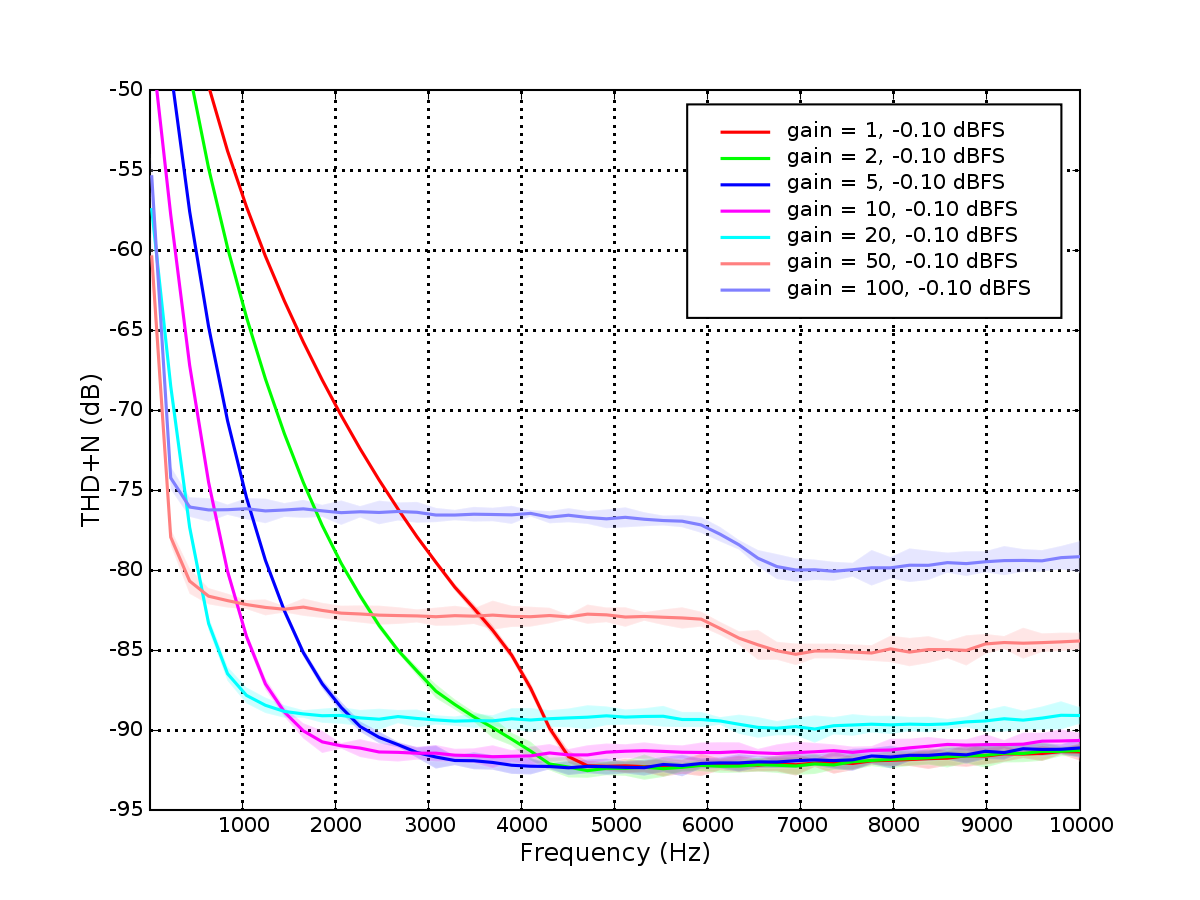 -50
-55
-60
-65
-70
-75
-80
-85
-90
-95
THD+N (dB)
gain = 1, -0.10 dBFS
gain = 2, -0.10 dBFS
gain = 5, -0.10 dBFS
gain = 10, -0.10 dBFS
gain = 20, -0.10 dBFS
gain = 50, -0.10 dBFS
gain = 100, -0.10 dBFS
1000 2000 3000 4000 5000 6000 7000 8000 9000 10000
Frequency (Hz)